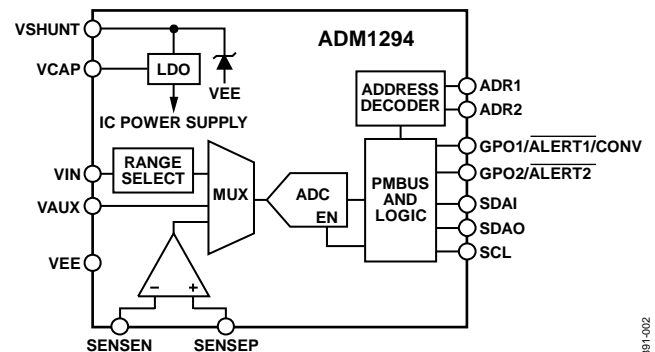 ADM1294
VSHUNT
VCAP
LDO
VEE
IC POWER SUPPLY
ADDRESS
DECODER
ADR1
ADR2
VIN
RANGE
SELECT
MUX
ADC
EN
PMBUS
AND
LOGIC
GPO1/ALERT1/CONV
GPO2/ALERT2
SDAI
SDAO
SCL
VAUX
VEE
− +
SENSEN
SENSEP